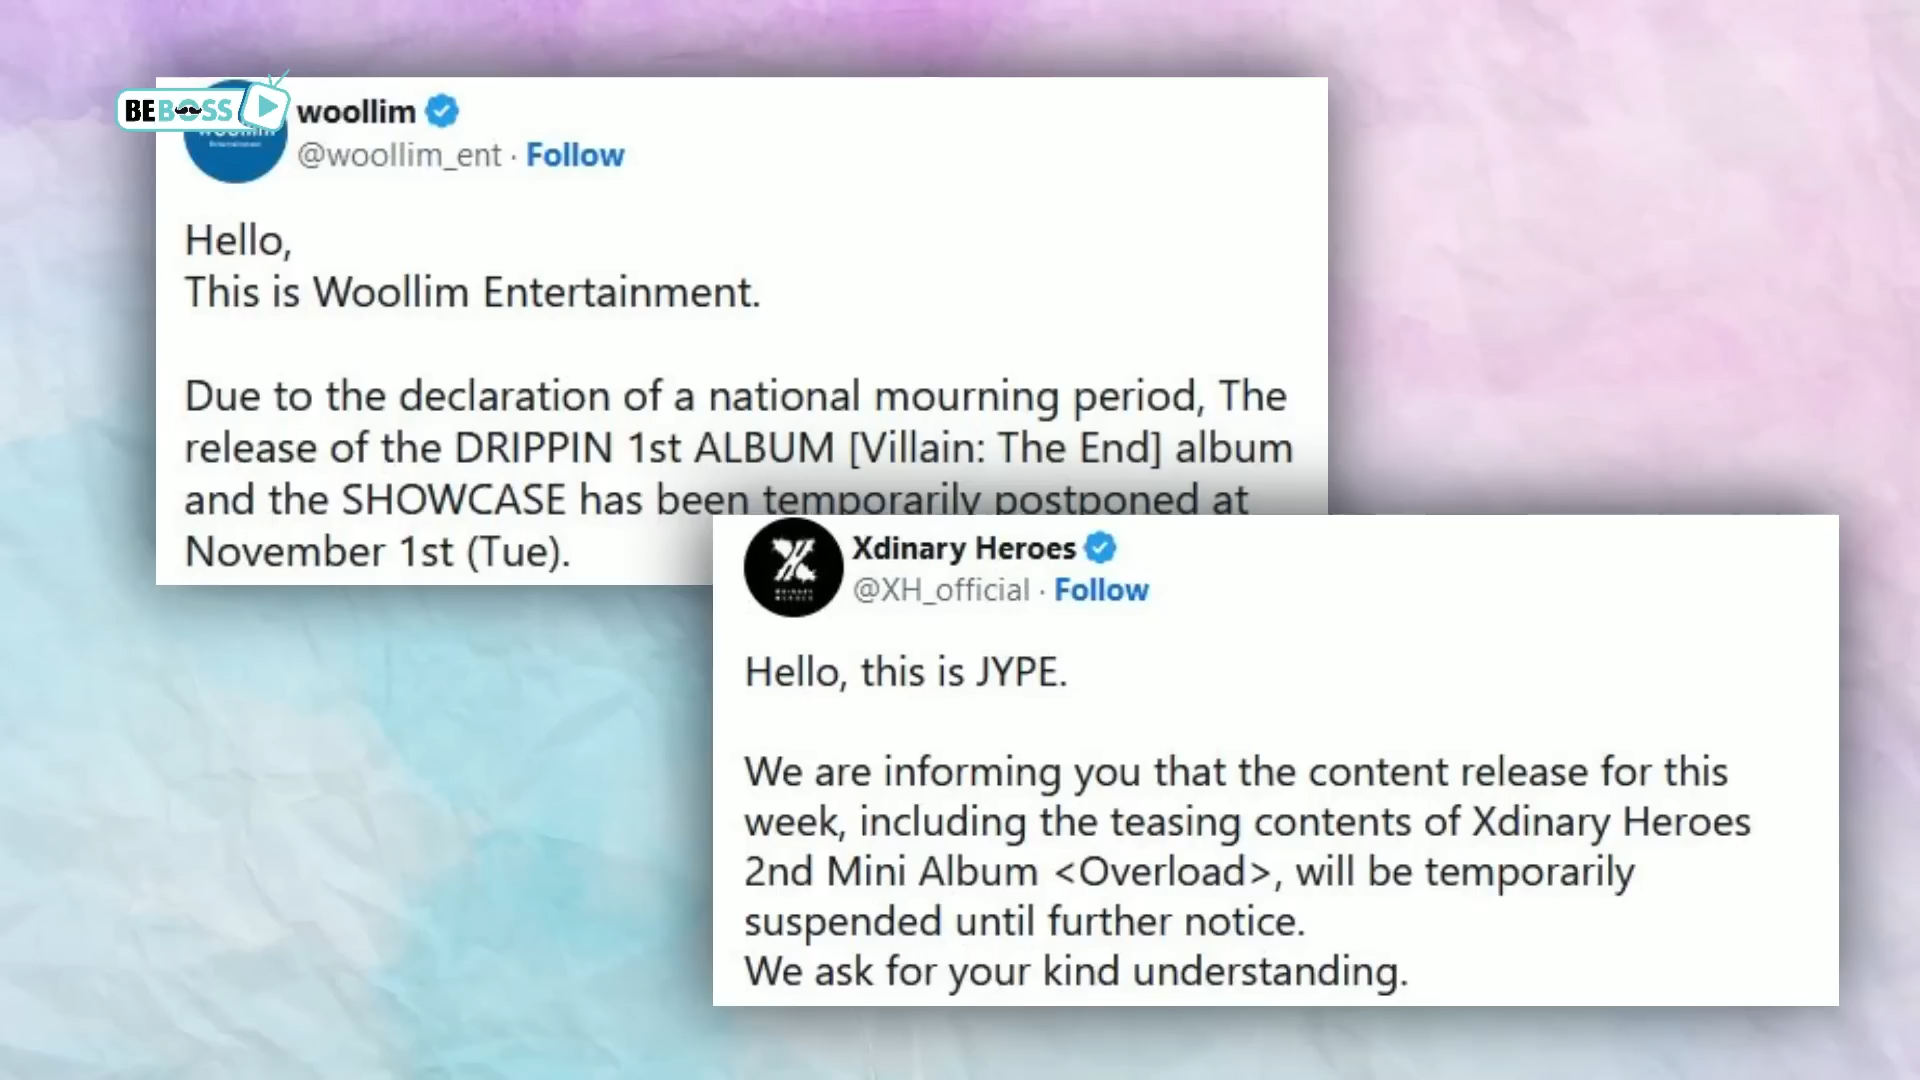 BEBOSS
woollim
@woollim_ent · Follow
Hello,
This is Woollim Entertainment.
Due to the declaration of a national mourning period, The
release of the DRIPPIN 1st ALBUM [Villain: The End] album
and the SHOWCASE has been temporarily postponed at
November 1st (Tue).
Xdinary Heroes
@XH_official · Follow
Hello, this is JYPE.
We are informing you that the content release for this
week, including the teasing contents of Xdinary Heroes
2nd Mini Album <Overload>, will be temporarily
suspended until further notice.
We ask for your kind understanding.